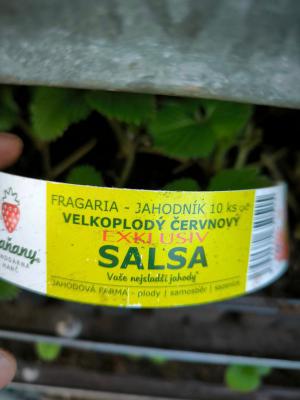 FRAGARIA - JAHODNÍK 10 ks
VELKOPLODÝ ČERVNOVÝ
EXKLUSIV
SALSA
Vaše nejsladší jahody
JAHODOVÁ FARMA - plody | samosběr | sazenice